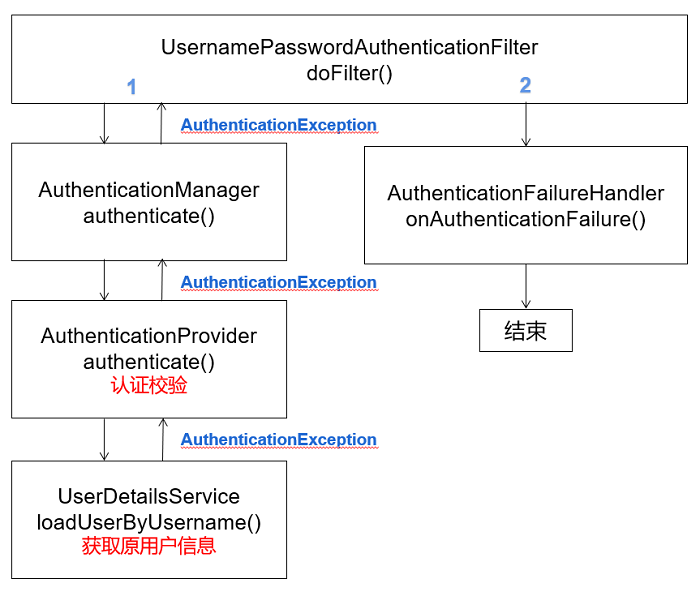 UsernamePasswordAuthenticationFilter
doFilter()
1
2
AuthenticationException
AuthenticationManager
authenticate()
AuthenticationFailureHandler
onAuthenticationFailure()
AuthenticationException
AuthenticationProvider
authenticate()
认证校验
结束
AuthenticationException
UserDetailsService
loadUserByUsername()
获取原用户信息